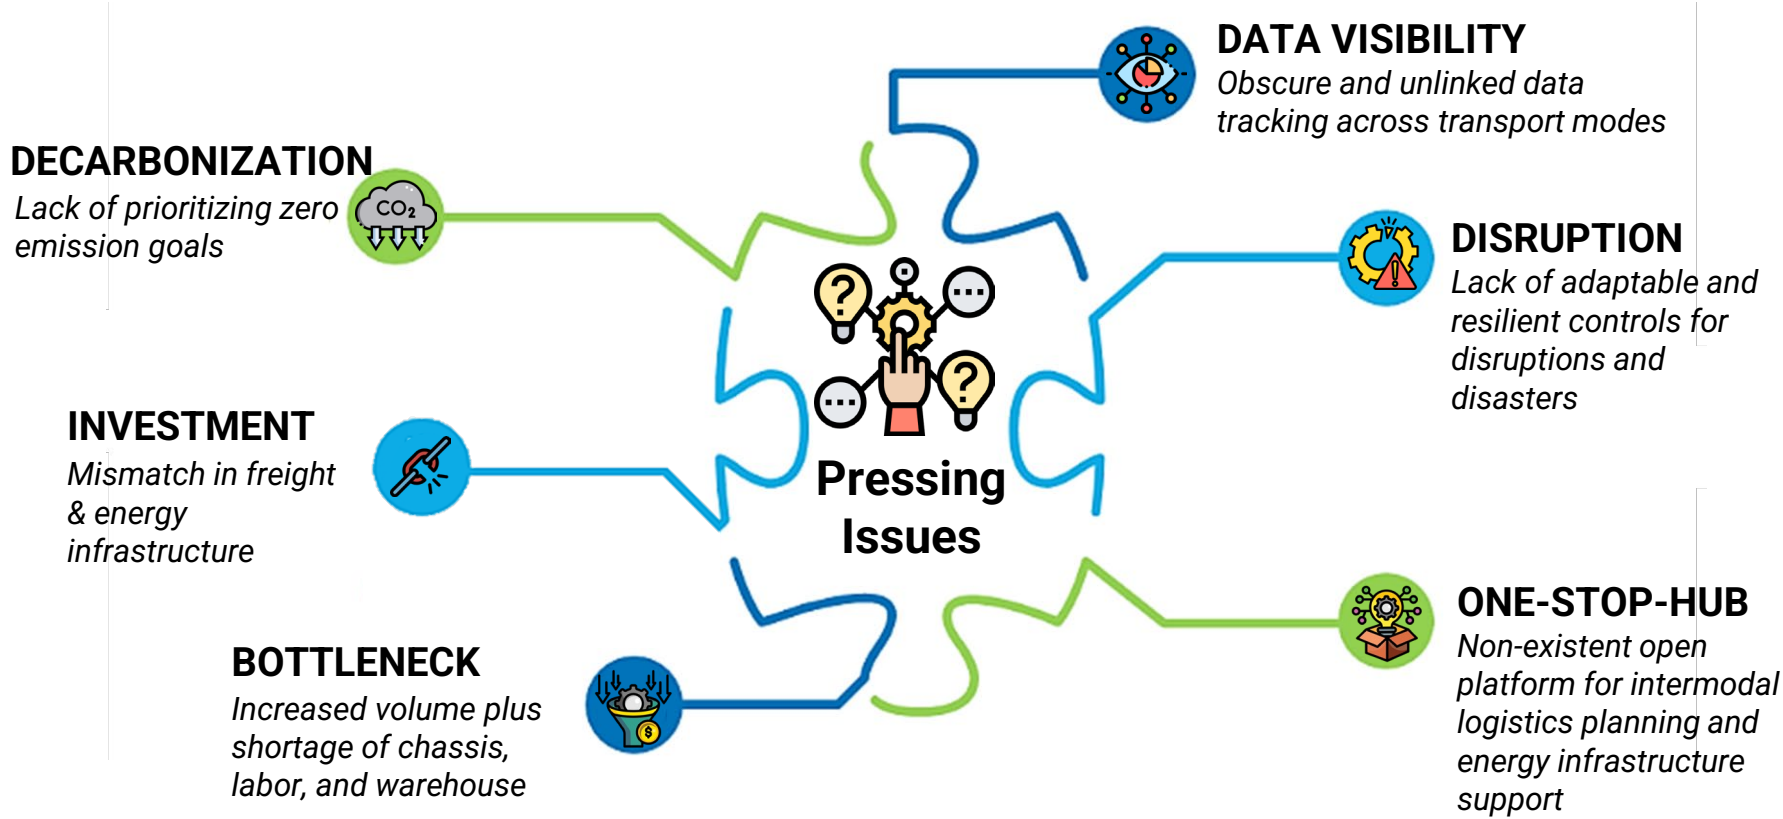 DATA VISIBILITY
Obscure and unlinked data
tracking across transport modes
DECARBONIZATION
Lack of prioritizing zero
emission goals
CO2
DISRUPTION
Lack of adaptable and
resilient controls for
disruptions and
disasters
INVESTMENT
Mismatch in freight
& energy
infrastructure
? ...
... ?
Pressing
Issues
!
ONE-STOP-HUB
Non-existent open
platform for intermodal
logistics planning and
energy infrastructure
support
BOTTLENECK
Increased volume plus
shortage of chassis,
labor, and warehouse
$